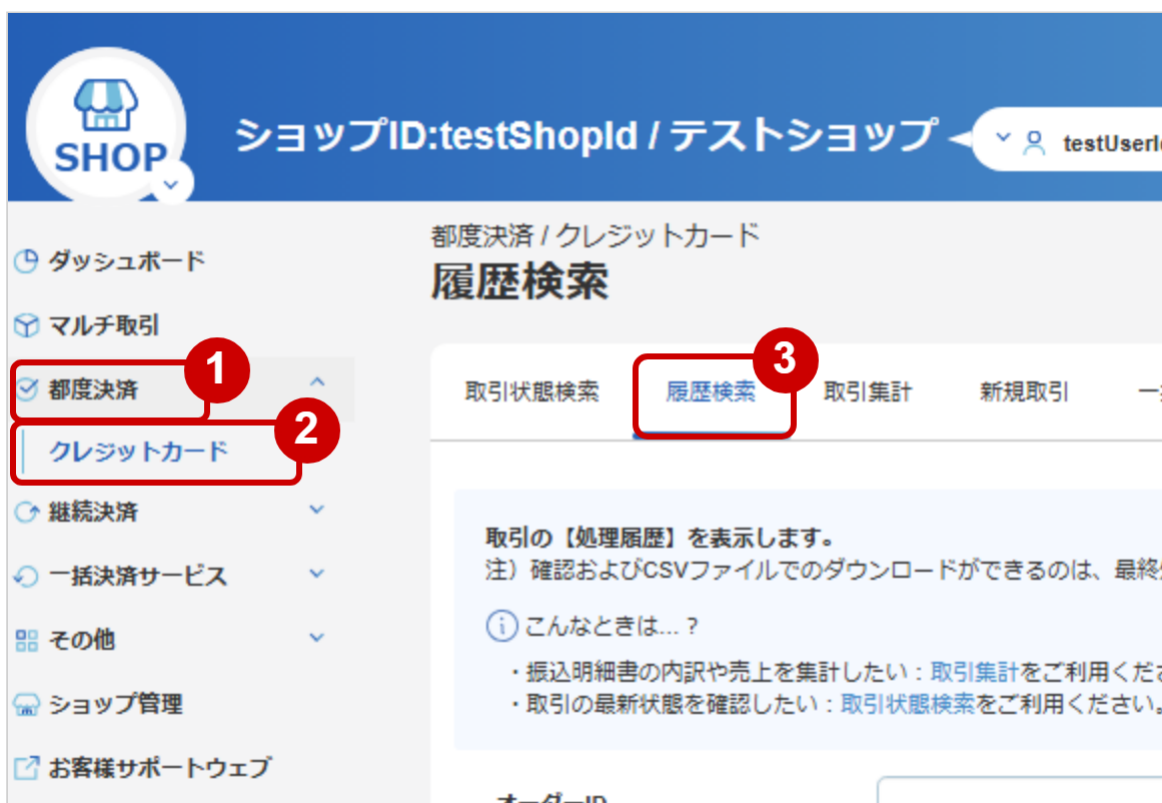 SHOP
ショップID:testShopId / テストショップ
testUserI
都度決済 / クレジットカード
履歴検索
ダッシュボード
マルチ取引
1
都度決済
2
クレジットカード
継続決済
一括決済サービス
その他
ショップ管理
お客様サポートウェブ
3
取引状態検索 履歴検索 取引集計 新規取引 一
取引の【処理履歴】を表示します。
注）確認およびCSVファイルでのダウンロードができるのは、最終
こんなときは... ?
・振込明細書の内訳や売上を集計したい：取引集計をご利用くださ
・取引の最新状態を確認したい：取引状態検索をご利用ください。
オーダーID